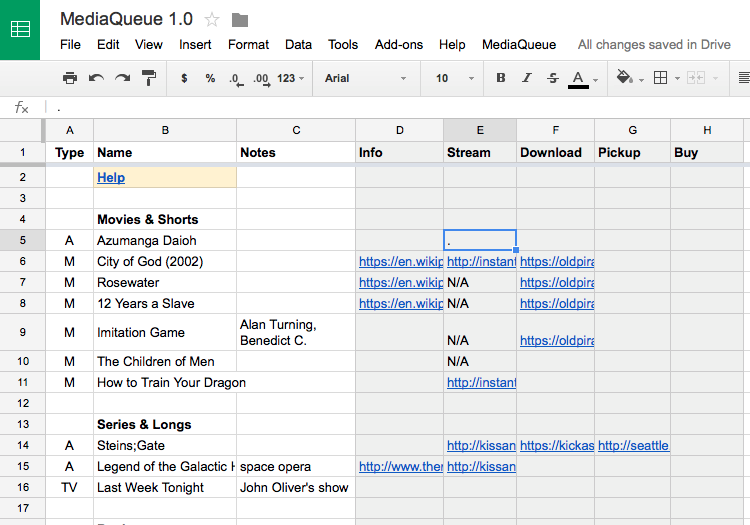 MediaQueue 1.0
File Edit View Insert Format Data Tools Add-ons Help MediaQueue All changes saved in Drive
$ % .0 .00 123 Arial 10 B I S A
fx .
A B C D E F G H
1 Type Name Notes Info Stream Download Pickup Buy
2 Help
3
4 Movies & Shorts
5 A Azumanga Daioh .
6 M City of God (2002) https://en.wikip http://instant https://oldpira
7 M Rosewater https://en.wikip N/A https://oldpira
8 M 12 Years a Slave https://en.wikip N/A https://oldpira
9 M Imitation Game Alan Turning,
Benedict C. N/A https://oldpira
10 M The Children of Men N/A
11 M How to Train Your Dragon http://instant
12
13 Series & Longs
14 A Steins;Gate http://kissan https://kickas http://seattle
15 A Legend of the Galactic space opera http://www.ther http://kissan
16 TV Last Week Tonight John Oliver's show
17